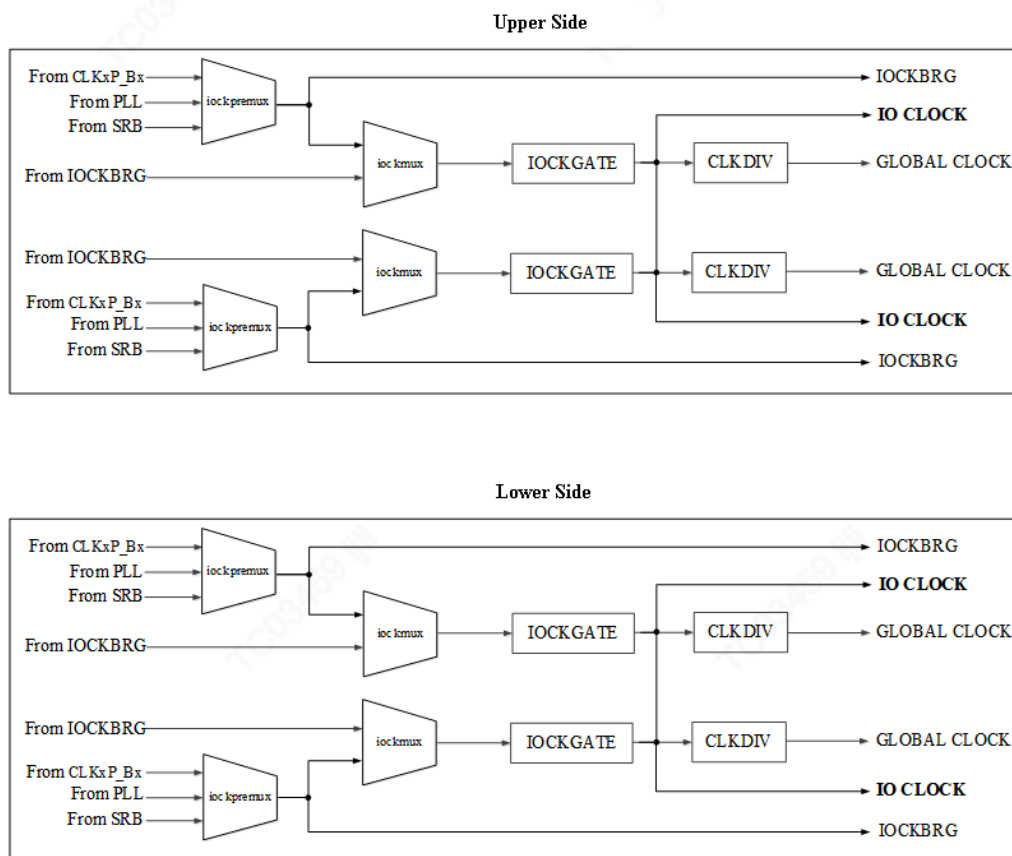 Upper Side
From CLKxP_Bx
From PLL
From SRB
iockpremux
IOCKBRG
IO CLOCK
From IOCKBRG
iockmux
IOCKGATE
CLKDIV
GLOBAL CLOCK
From IOCKBRG
iockmux
IOCKGATE
CLKDIV
GLOBAL CLOCK
From CLKxP_Bx
From PLL
From SRB
iockpremux
IO CLOCK
IOCKBRG
Lower Side
From CLKxP_Bx
From PLL
From SRB
iockpremux
IOCKBRG
IO CLOCK
From IOCKBRG
iockmux
IOCKGATE
CLKDIV
GLOBAL CLOCK
From IOCKBRG
iockmux
IOCKGATE
CLKDIV
GLOBAL CLOCK
From CLKxP_Bx
From PLL
From SRB
iockpremux
IO CLOCK
IOCKBRG